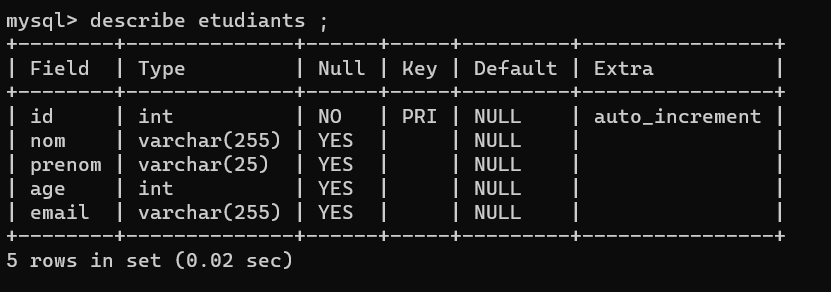 mysql> describe etudiants ;
+--------+--------------+------+-----+---------+----------------+
| Field  | Type         | Null | Key | Default | Extra          |
+--------+--------------+------+-----+---------+----------------+
| id     | int          | NO   | PRI | NULL    | auto_increment |
| nom    | varchar(255) | YES  |     | NULL    |                |
| prenom | varchar(25)  | YES  |     | NULL    |                |
| age    | int          | YES  |     | NULL    |                |
| email  | varchar(255) | YES  |     | NULL    |                |
+--------+--------------+------+-----+---------+----------------+
5 rows in set (0.02 sec)